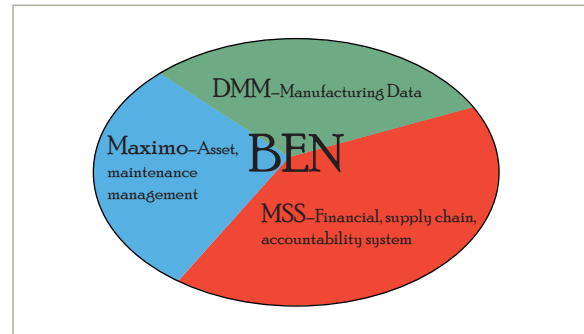 DMM–Manufacturing Data
Maximo–Asset,
maintenance
management
BEN
MSS–Financial, supply chain,
accountability system